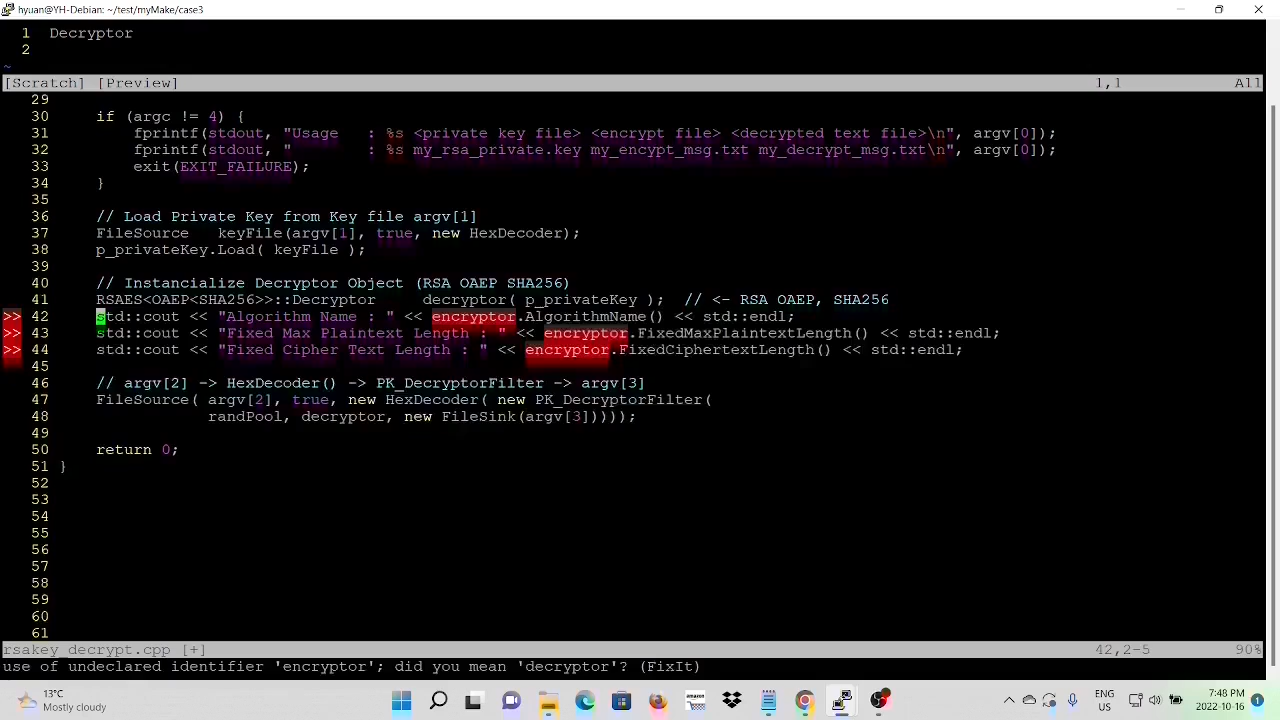 hyuan@YH-Debian: ~/test/myMake/case3
1 Decryptor
2
~
[Scratch] [Preview] 1,1 All
29
30 if (argc != 4) {
31 fprintf(stdout, "Usage : %s <private key file> <encrypt file> <decrypted text file>\n", argv[0]);
32 fprintf(stdout, " : %s my_rsa_private.key my_encypt_msg.txt my_decrypt_msg.txt\n", argv[0]);
33 exit(EXIT_FAILURE);
34 }
35
36 // Load Private Key from Key file argv[1]
37 FileSource keyFile(argv[1], true, new HexDecoder);
38 p_privateKey.Load( keyFile );
39
40 // Instancialize Decryptor Object (RSA OAEP SHA256)
41 RSAES<OAEP<SHA256>>::Decryptor decryptor( p_privateKey ); // <- RSA OAEP, SHA256
>> 42 std::cout << "Algorithm Name : " << encryptor.AlgorithmName() << std::endl;
>> 43 std::cout << "Fixed Max Plaintext Length : " << encryptor.FixedMaxPlaintextLength() << std::endl;
>> 44 std::cout << "Fixed Cipher Text Length : " << encryptor.FixedCiphertextLength() << std::endl;
45
46 // argv[2] -> HexDecoder() -> PK_DecryptorFilter -> argv[3]
47 FileSource( argv[2], true, new HexDecoder( new PK_DecryptorFilter(
48 randPool, decryptor, new FileSink(argv[3]))));
49
50 return 0;
51 }
52
53
54
55
56
57
58
59
60
61
rsakey_decrypt.cpp [+] 42,2-5 90%
use of undeclared identifier 'encryptor'; did you mean 'decryptor'? (FixIt)
13°C
Mostly cloudy
amazon
ENG
US
7:48 PM
2022-10-16
1